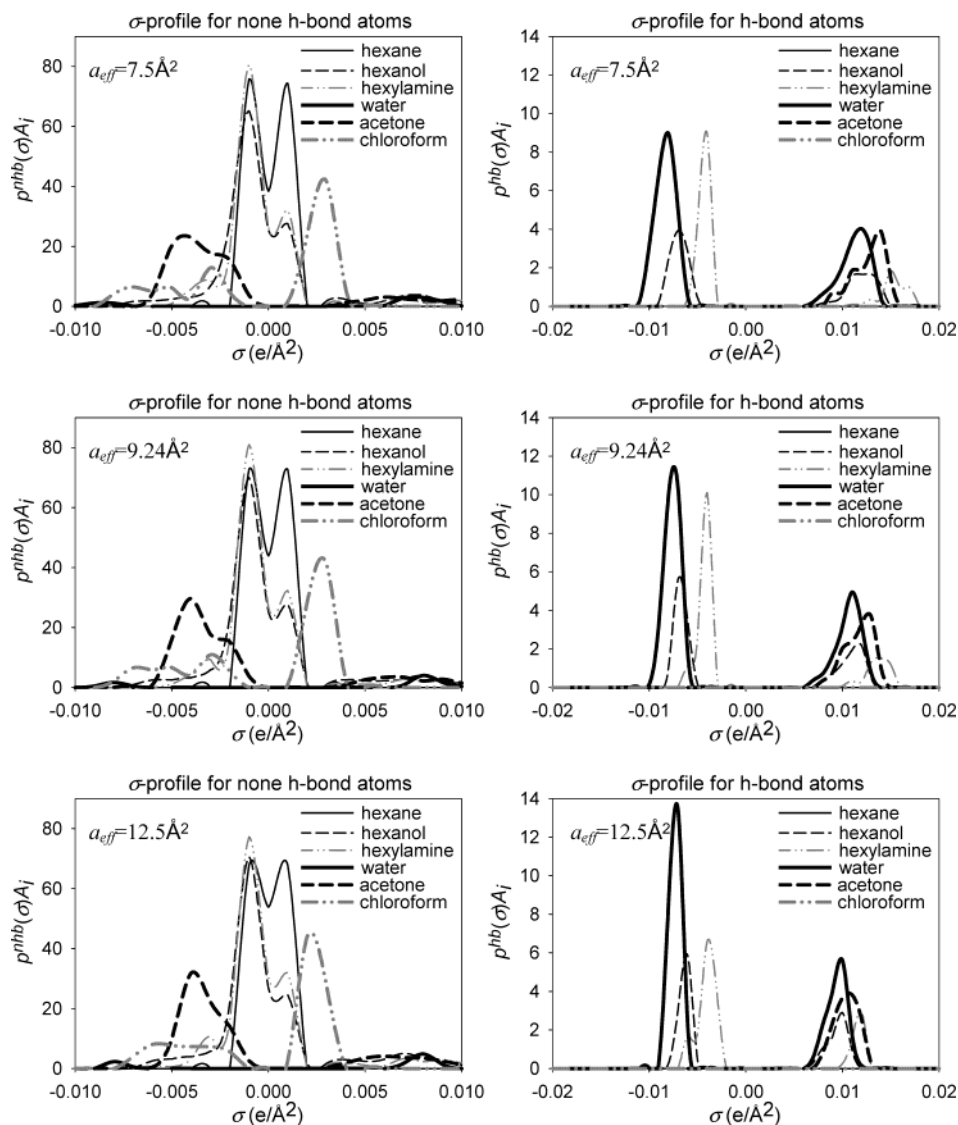 σ-profile for none h-bond atoms
a_eff=7.5Å²
hexane
hexanol
hexylamine
water
acetone
chloroform
p^nhb(σ)A_i
80
60
40
20
0
-0.010 -0.005 0.000 0.005 0.010
σ (e/Å²)
σ-profile for h-bond atoms
a_eff=7.5Å²
hexane
hexanol
hexylamine
water
acetone
chloroform
p^hb(σ)A_i
14
12
10
8
6
4
2
0
-0.02 -0.01 0.00 0.01 0.02
σ (e/Å²)
σ-profile for none h-bond atoms
a_eff=9.24Å²
hexane
hexanol
hexylamine
water
acetone
chloroform
p^nhb(σ)A_i
80
60
40
20
0
-0.010 -0.005 0.000 0.005 0.010
σ (e/Å²)
σ-profile for h-bond atoms
a_eff=9.24Å²
hexane
hexanol
hexylamine
water
acetone
chloroform
p^hb(σ)A_i
14
12
10
8
6
4
2
0
-0.02 -0.01 0.00 0.01 0.02
σ (e/Å²)
σ-profile for none h-bond atoms
a_eff=12.5Å²
hexane
hexanol
hexylamine
water
acetone
chloroform
p^nhb(σ)A_i
80
60
40
20
0
-0.010 -0.005 0.000 0.005 0.010
σ (e/Å²)
σ-profile for h-bond atoms
a_eff=12.5Å²
hexane
hexanol
hexylamine
water
acetone
chloroform
p^hb(σ)A_i
14
12
10
8
6
4
2
0
-0.02 -0.01 0.00 0.01 0.02
σ (e/Å²)